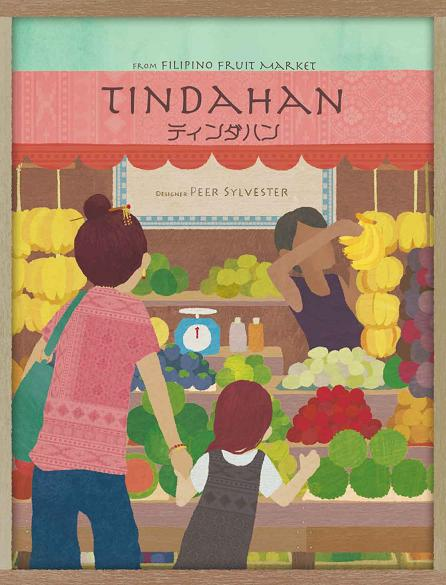 FROM FILIPINO FRUIT MARKET
TINDAHAN
ティンダハン
DESIGNER PEER SYLVESTER